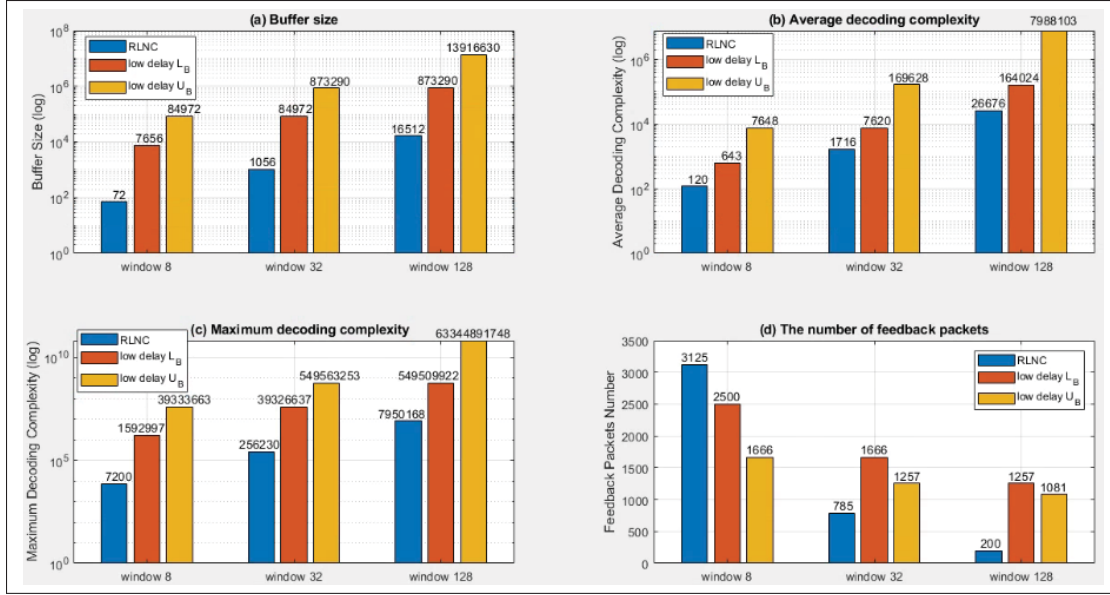 (a) Buffer size
Buffer Size (log)
10^8
10^6
10^4
10^2
10^0
RLNC
low delay L_B
low delay U_B
72
7656
84972
1056
84972
873290
16512
873290
13916630
window 8
window 32
window 128
(b) Average decoding complexity
Average Decoding Complexity (log)
10^6
10^4
10^2
10^0
RLNC
low delay L_B
low delay U_B
120
643
7648
1716
7620
169628
26676
164024
7988103
window 8
window 32
window 128
(c) Maximum decoding complexity
Maximum Decoding Complexity (log)
10^10
10^5
10^0
RLNC
low delay L_B
low delay U_B
7200
1592997
39333663
256230
39326637
549563253
7950168
549509922
63344891748
window 8
window 32
window 128
(d) The number of feedback packets
Feedback Packets Number
3500
3000
2500
2000
1500
1000
500
0
RLNC
low delay L_B
low delay U_B
3125
2500
1666
785
1666
1257
200
1257
1081
window 8
window 32
window 128